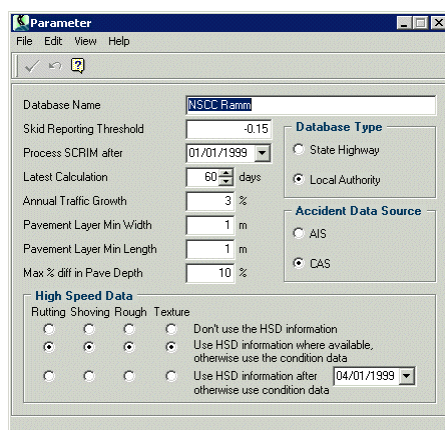 Parameter
File Edit View Help
Database Name NSCC Ramm
Skid Reporting Threshold -0.15
Process SCRIM after 01/01/1999
Latest Calculation 60 days
Annual Traffic Growth 3 %
Pavement Layer Min Width 1 m
Pavement Layer Min Length 1 m
Max % diff in Pave Depth 10 %
Database Type
State Highway
Local Authority
Accident Data Source
AIS
CAS
High Speed Data
Rutting Shoving Rough Texture
Don't use the HSD information
Use HSD information where available,
otherwise use the condition data
Use HSD information after 04/01/1999
otherwise use condition data